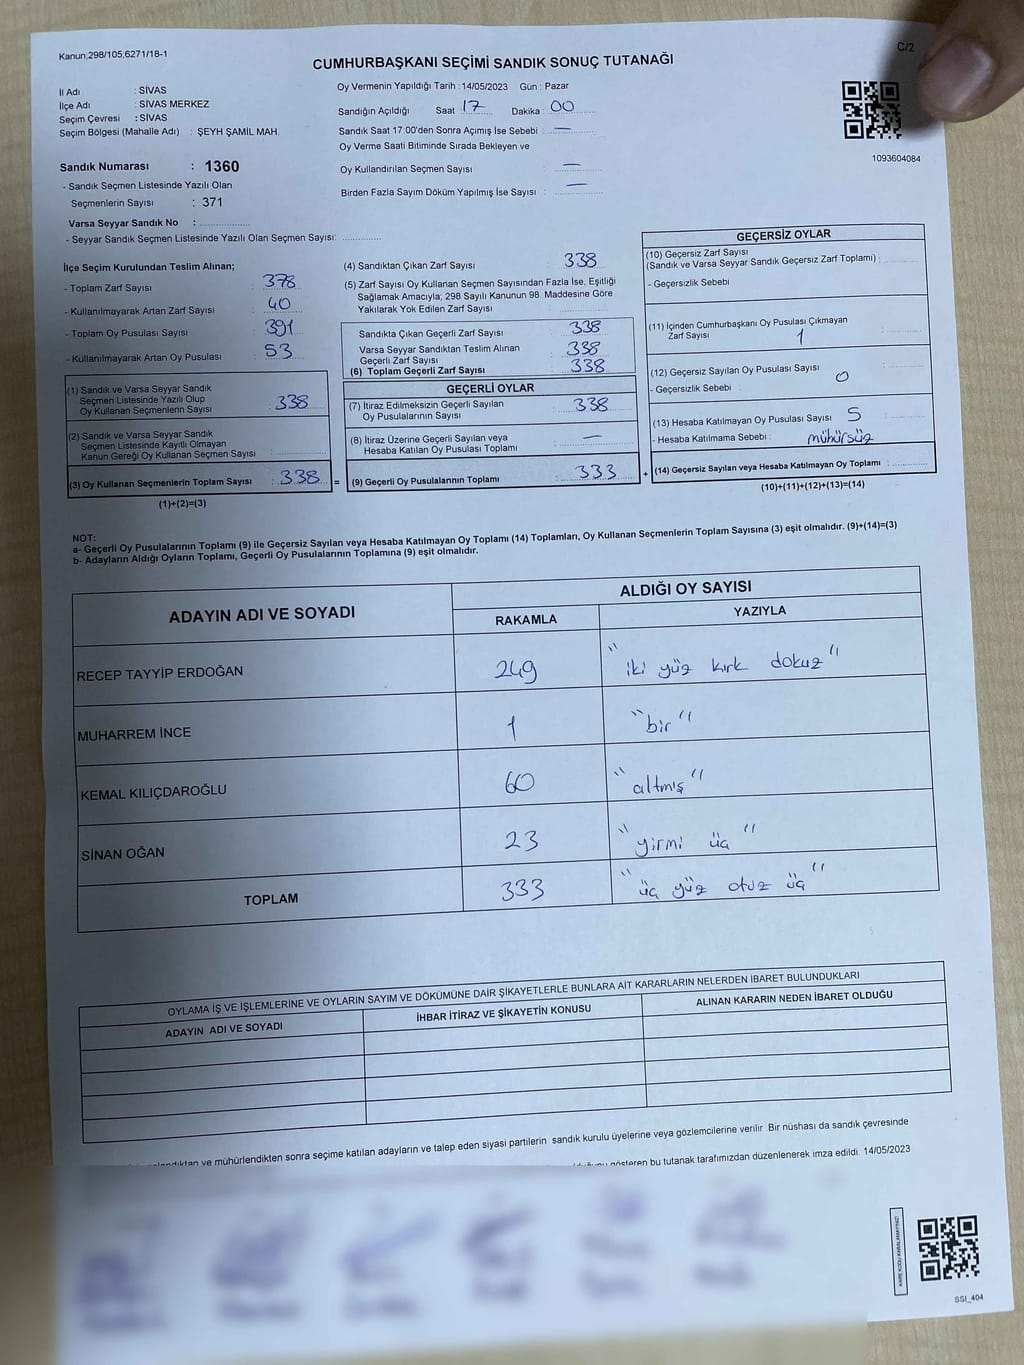 Kanun;298/105;6271/18-1
C/2
CUMHURBAŞKANI SEÇİMİ SANDIK SONUÇ TUTANAĞI
İl Adı : SİVAS
İlçe Adı : SİVAS MERKEZ
Seçim Çevresi : SİVAS
Seçim Bölgesi (Mahalle Adı) : ŞEYH ŞAMİL MAH.
Oy Vermenin Yapıldığı Tarih : 14/05/2023 Gün : Pazar
Sandığın Açıldığı Saat : 17 Dakika : 00
Sandık Saat 17:00'den Sonra Açımış İse Sebebi : —
Oy Verme Saati Bitiminde Sırada Bekleyen ve
Oy Kullandırılan Seçmen Sayısı : —
Birden Fazla Sayım Döküm Yapılmış İse Sayısı : —
1093604084
Sandık Numarası : 1360
- Sandık Seçmen Listesinde Yazılı Olan
Seçmenlerin Sayısı : 371
Varsa Seyyar Sandık No :
- Seyyar Sandık Seçmen Listesinde Yazılı Olan Seçmen Sayısı:
İlçe Seçim Kurulundan Teslim Alınan;
- Toplam Zarf Sayısı : 378
- Kullanılmayarak Artan Zarf Sayısı : 40
- Toplam Oy Pusulası Sayısı : 391
- Kullanılmayarak Artan Oy Pusulası : 53
(1) Sandık ve Varsa Seyyar Sandık
Seçmen Listesinde Yazılı Olup
Oy Kullanan Seçmenlerin Sayısı : 338
(2) Sandık ve Varsa Seyyar Sandık
Seçmen Listesinde Kayıtlı Olmayan
Kanun Gereği Oy Kullanan Seçmen Sayısı :
(3) Oy Kullanan Seçmenlerin Toplam Sayısı : 338 =
(1)+(2)=(3)
(4) Sandıktan Çıkan Zarf Sayısı : 338
(5) Zarf Sayısı Oy Kullanan Seçmen Sayısından Fazla İse, Eşitliği
Sağlamak Amacıyla; 298 Sayılı Kanunun 98. Maddesine Göre
Yakılarak Yok Edilen Zarf Sayısı :
Sandıkta Çıkan Geçerli Zarf Sayısı : 338
Varsa Seyyar Sandıktan Teslim Alınan
Geçerli Zarf Sayısı : 338
(6) Toplam Geçerli Zarf Sayısı : 338
GEÇERLİ OYLAR
(7) İtiraz Edilmeksizin Geçerli Sayılan
Oy Pusulalarının Sayısı : 338
(8) İtiraz Üzerine Geçerli Sayılan veya
Hesaba Katılan Oy Pusulası Toplamı : —
(9) Geçerli Oy Pusulalarının Toplamı : 333 +
GEÇERSİZ OYLAR
(10) Geçersiz Zarf Sayısı
(Sandık ve Varsa Seyyar Sandık Geçersiz Zarf Toplamı) :
- Geçersizlik Sebebi
(11) İçinden Cumhurbaşkanı Oy Pusulası Çıkmayan
Zarf Sayısı : 1
(12) Geçersiz Sayılan Oy Pusulası Sayısı : 0
- Geçersizlik Sebebi :
(13) Hesaba Katılmayan Oy Pusulası Sayısı : 5
- Hesaba Katılmama Sebebi : mühürsüz
(14) Geçersiz Sayılan veya Hesaba Katılmayan Oy Toplamı :
(10)+(11)+(12)+(13)=(14)
NOT:
a- Geçerli Oy Pusulalarının Toplamı (9) ile Geçersiz Sayılan veya Hesaba Katılmayan Oy Toplamı (14) Toplamları, Oy Kullanan Seçmenlerin Toplam Sayısına (3) eşit olmalıdır. (9)+(14)=(3)
b- Adayların Aldığı Oyların Toplamı, Geçerli Oy Pusulalarının Toplamına (9) eşit olmalıdır.
ADAYIN ADI VE SOYADI
ALDIĞI OY SAYISI
RAKAMLA YAZIYLA
RECEP TAYYİP ERDOĞAN 249 "iki yüz kırk dokuz"
MUHARREM İNCE 1 "bir"
KEMAL KILIÇDAROĞLU 60 "altmış"
SİNAN OĞAN 23 "yirmi üç"
TOPLAM 333 "üç yüz otuz üç"
OYLAMA İŞ VE İŞLEMLERİNE VE OYLARIN SAYIM VE DÖKÜMÜNE DAİR ŞİKAYETLERLE BUNLARA AİT KARARLARIN NELERDEN İBARET BULUNDUKLARI
ADAYIN ADI VE SOYADI İHBAR İTİRAZ VE ŞİKAYETİN KONUSU ALINAN KARARIN NEDEN İBARET OLDUĞU
ve mühürlendikten sonra seçime katılan adayların ve talep eden siyasi partilerin sandık kurulu üyelerine veya gözlemcilerine verilir. Bir nüshası da sandık çevresinde
gösteren bu tutanak tarafımızdan düzenlenerek imza edildi. 14/05/2023
KARE KODU KARALAMAYINIZ!
SSI_404